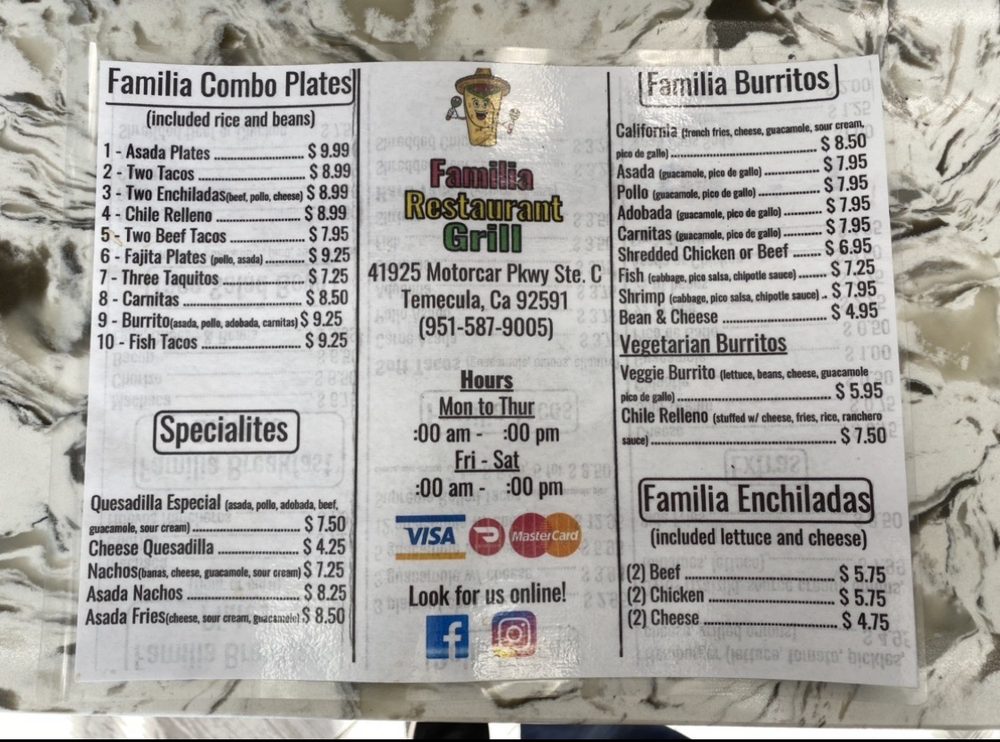 Familia Combo Plates
(included rice and beans)
1 - Asada Plates ........................ $ 9.99
2 - Two Tacos ........................... $ 8.99
3 - Two Enchiladas(beef, pollo, cheese) $ 8.99
4 - Chile Relleno ........................ $ 8.99
5 - Two Beef Tacos ................... $ 7.95
6 - Fajita Plates (pollo, asada) ........... $ 9.25
7 - Three Taquitos ..................... $ 7.25
8 - Carnitas ................................ $ 8.50
9 - Burrito(asada, pollo, adobada, carnitas) $ 9.25
10 - Fish Tacos ........................... $ 9.25
Specialites
Quesadilla Especial (asada, pollo, adobada, beef,
guacamole, sour cream) ............................ $ 7.50
Cheese Quesadilla ..................... $ 4.25
Nachos(banas, cheese, guacamole, sour cream) $ 7.25
Asada Nachos ............................. $ 8.25
Asada Fries(cheese, sour cream, guacamole) $ 8.50
Familia
Restaurant
Grill
41925 Motorcar Pkwy Ste. C
Temecula, Ca 92591
(951-587-9005)
Hours
Mon to Thur
:00 am - :00 pm
Fri - Sat
:00 am - :00 pm
VISA
MasterCard
Look for us online!
Familia Burritos
California (french fries, cheese, guacamole, sour cream,
pico de gallo) ..................................... $ 8.50
Asada (guacamole, pico de gallo) ................. $ 7.95
Pollo (guacamole, pico de gallo) .................. $ 7.95
Adobada (guacamole, pico de gallo) .......... $ 7.95
Carnitas (guacamole, pico de gallo) ............ $ 7.95
Shredded Chicken or Beef ....... $ 6.95
Fish (cabbage, pico salsa, chipotle sauce) ...... $ 7.25
Shrimp (cabbage, pico salsa, chipotle sauce) .. $ 7.95
Bean & Cheese ........................... $ 4.95
Vegetarian Burritos
Veggie Burrito (lettuce, beans, cheese, guacamole
pico de gallo) ....................................... $ 5.95
Chile Relleno (stuffed w/ cheese, fries, rice, ranchero
sauce) ................................................ $ 7.50
Familia Enchiladas
(included lettuce and cheese)
(2) Beef ................................... $ 5.75
(2) Chicken ............................... $ 5.75
(2) Cheese ................................ $ 4.75